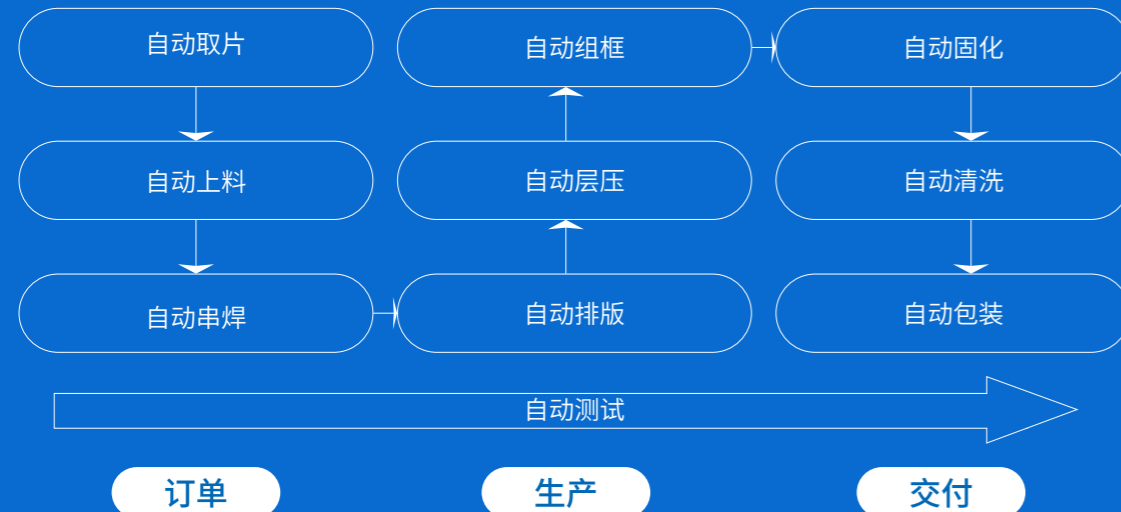 自动取片
自动组框
自动固化
自动上料
自动层压
自动清洗
自动串焊
自动排版
自动包装
自动测试
订单
生产
交付